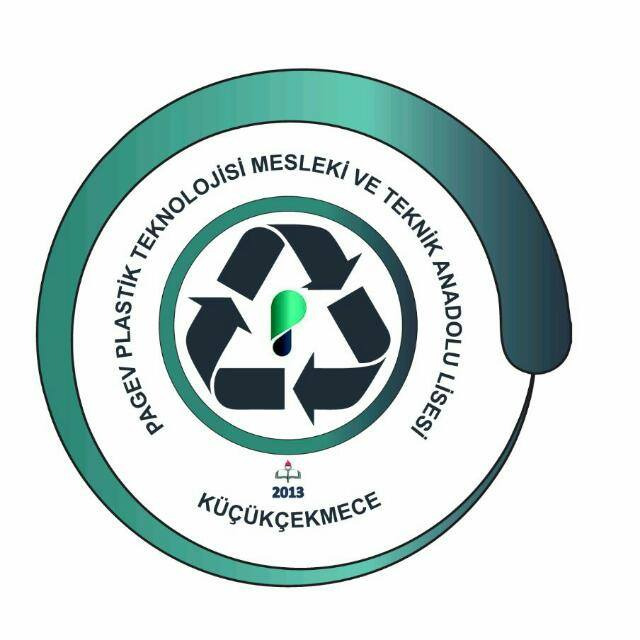 PAGEV PLASTİK TEKNOLOJİSİ MESLEKİ VE TEKNİK ANADOLU LİSESİ
P
2013
KÜÇÜKÇEKMECE